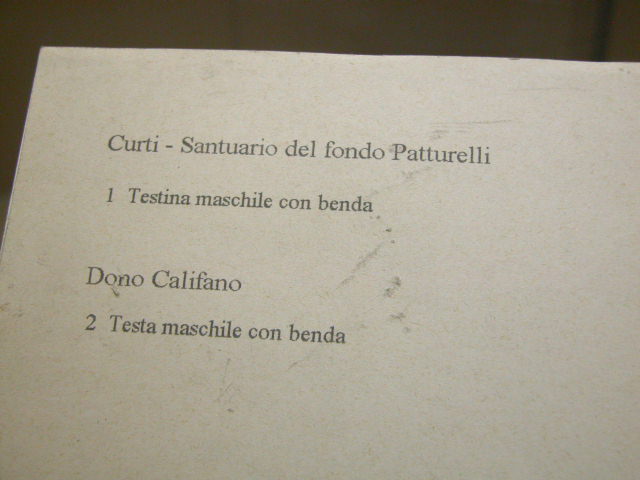 Curti - Santuario del fondo Patturelli
1 Testina maschile con benda
Dono Califano
2 Testa maschile con benda